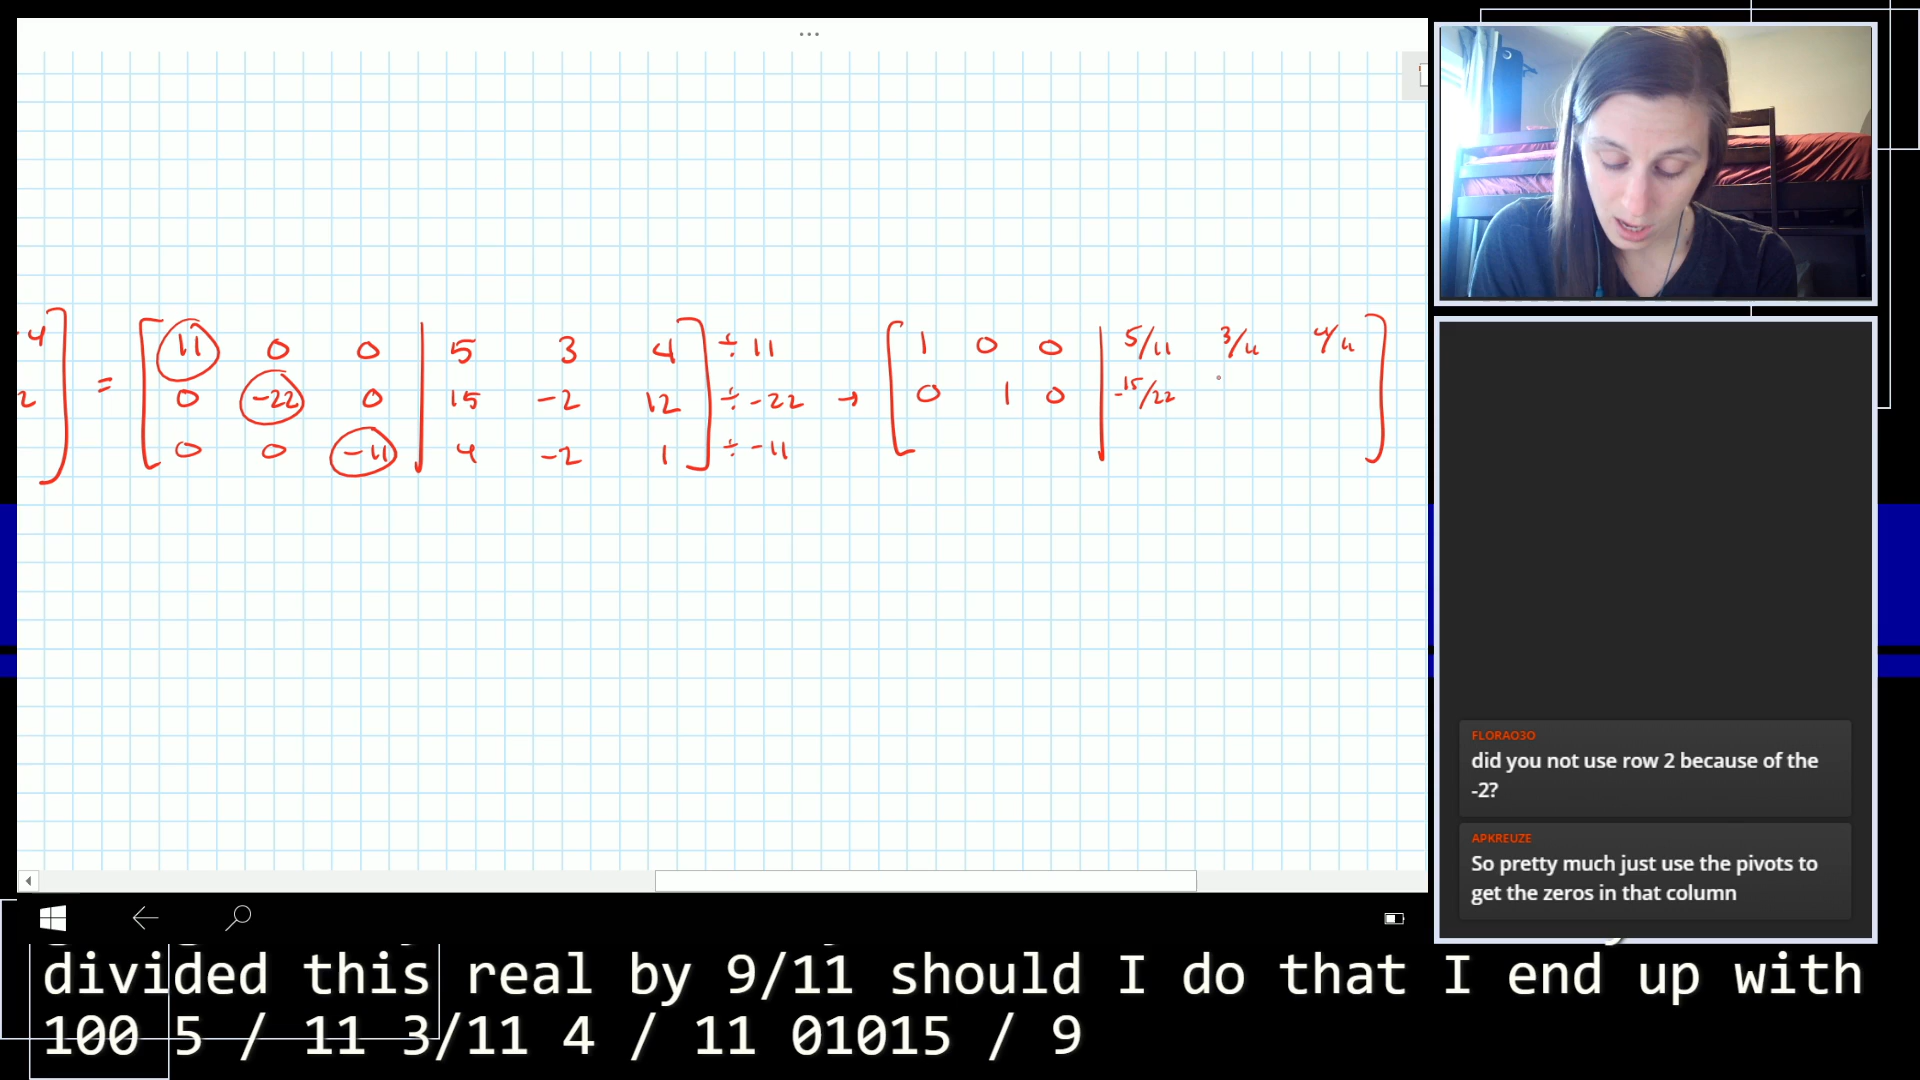 ...
-4 ] = [ 11 0 0 | 5 3 4 ] ÷ 11 [ 1 0 0 | 5/11 3/11 4/11 ]
2 0 -22 0 | 15 -2 12 ÷ -22 → 0 1 0 | -15/22
0 0 -11 | 4 -2 1 ÷ -11
FLORAO3O
did you not use row 2 because of the
-2?
APKREUZE
So pretty much just use the pivots to
get the zeros in that column
divided this real by 9/11 should I do that I end up with
100 5 / 11 3/11 4 / 11 01015 / 9